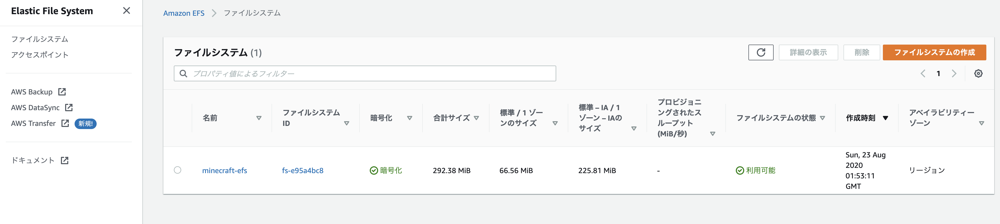 Elastic File System
ファイルシステム
アクセスポイント
AWS Backup
AWS DataSync
AWS Transfer 新規!
ドキュメント
Amazon EFS ファイルシステム
ファイルシステム (1)
詳細の表示 削除 ファイルシステムの作成
プロパティ値によるフィルター
1
名前
ファイルシステム
ID
暗号化
合計サイズ
標準 / 1 ゾー
ンのサイズ
標準 – IA / 1
ゾーン – IAの
サイズ
プロビジョニ
ングされたス
ループット
(MiB/秒)
ファイルシステムの状態
作成時刻
アベイラビリティー
ゾーン
minecraft-efs
fs-e95a4bc8
暗号化
292.38 MiB
66.56 MiB
225.81 MiB
-
利用可能
Sun, 23 Aug
2020
01:53:11
GMT
リージョン